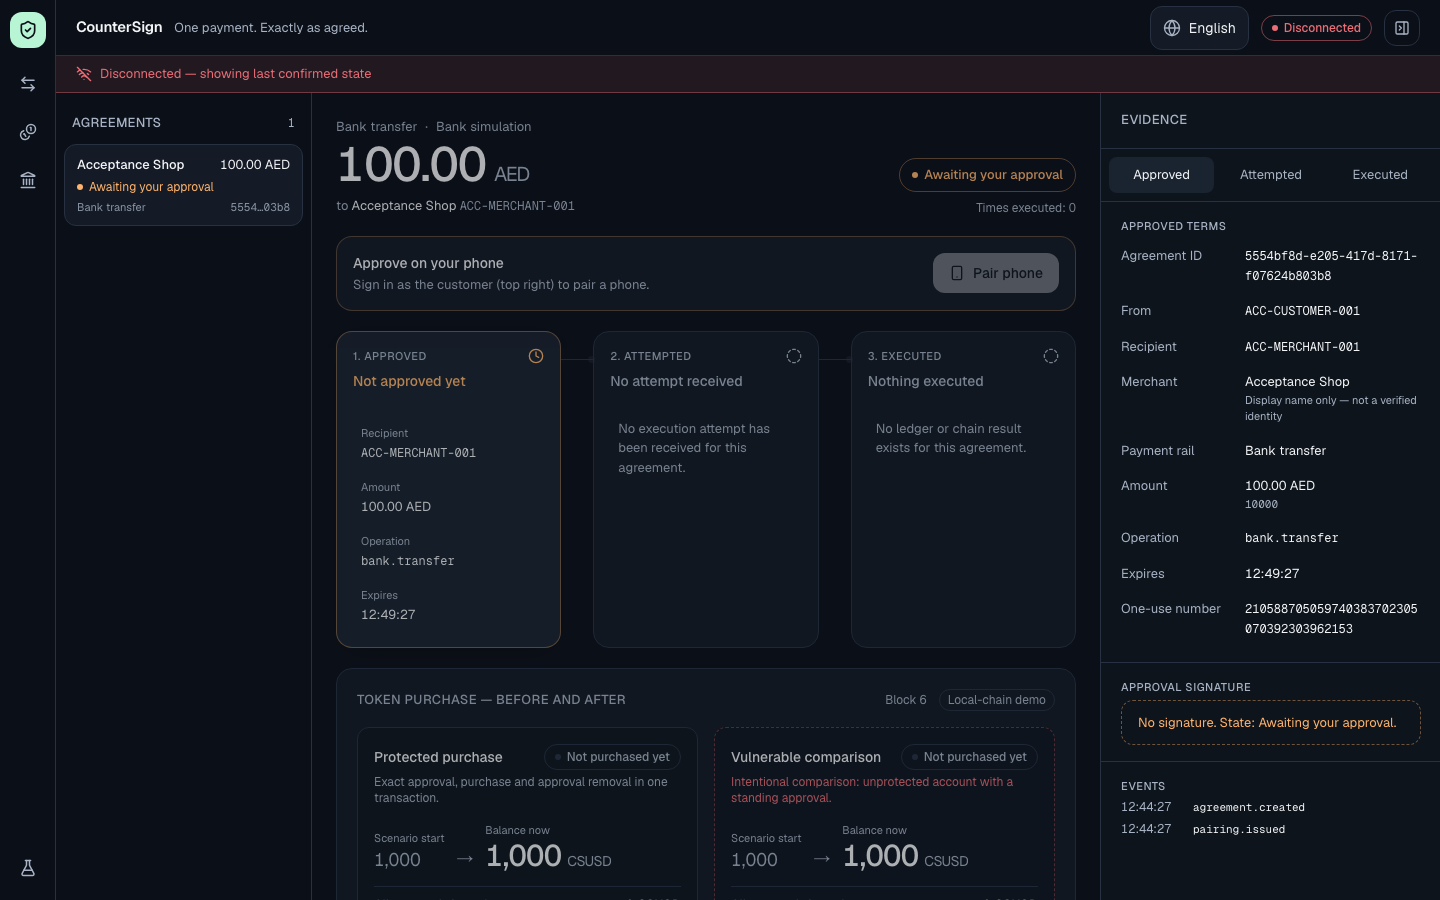 CounterSign One payment. Exactly as agreed.
English
Disconnected
Disconnected — showing last confirmed state
AGREEMENTS 1
Acceptance Shop 100.00 AED
Awaiting your approval
Bank transfer 5554…03b8
Bank transfer · Bank simulation
100.00 AED
Awaiting your approval
to Acceptance Shop ACC-MERCHANT-001
Times executed: 0
Approve on your phone
Sign in as the customer (top right) to pair a phone.
Pair phone
1. APPROVED
Not approved yet
Recipient
ACC-MERCHANT-001
Amount
100.00 AED
Operation
bank.transfer
Expires
12:49:27
2. ATTEMPTED
No attempt received
No execution attempt has
been received for this
agreement.
3. EXECUTED
Nothing executed
No ledger or chain result
exists for this agreement.
TOKEN PURCHASE — BEFORE AND AFTER
Block 6
Local-chain demo
Protected purchase
Not purchased yet
Exact approval, purchase and approval removal in one
transaction.
Scenario start
1,000
→
Balance now
1,000 CSUSD
Vulnerable comparison
Not purchased yet
Intentional comparison: unprotected account with a
standing approval.
Scenario start
1,000
→
Balance now
1,000 CSUSD
EVIDENCE
Approved Attempted Executed
APPROVED TERMS
Agreement ID 5554bf8d-e205-417d-8171-
f07624b803b8
From ACC-CUSTOMER-001
Recipient ACC-MERCHANT-001
Merchant Acceptance Shop
Display name only — not a verified
identity
Payment rail Bank transfer
Amount 100.00 AED
10000
Operation bank.transfer
Expires 12:49:27
One-use number 210588705059740383702305
070392303962153
APPROVAL SIGNATURE
No signature. State: Awaiting your approval.
EVENTS
12:44:27 agreement.created
12:44:27 pairing.issued